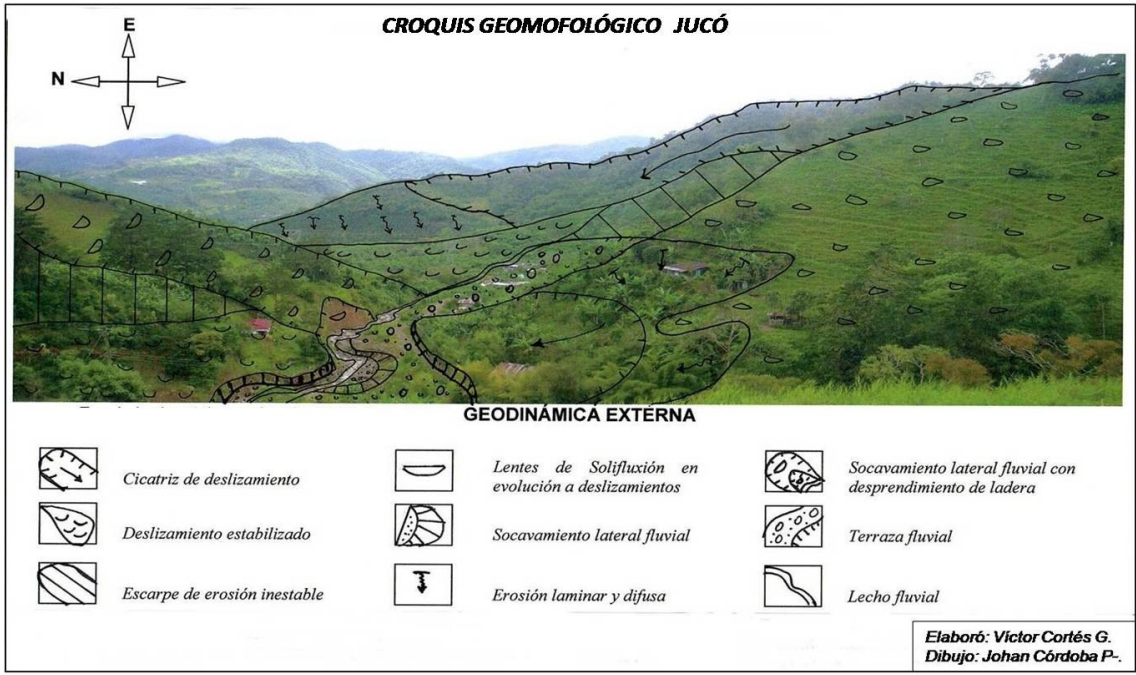 CROQUIS GEOMOFOLÓGICO JUCÓ
E
N
GEODINÁMICA EXTERNA
Cicatriz de deslizamiento
Deslizamiento estabilizado
Escarpe de erosión inestable
Lentes de Solifluxión en
evolución a deslizamientos
Socavamiento lateral fluvial
Erosión laminar y difusa
Socavamiento lateral fluvial con
desprendimiento de ladera
Terraza fluvial
Lecho fluvial
Elaboró: Víctor Cortés G.
Dibujo: Johan Córdoba P-.